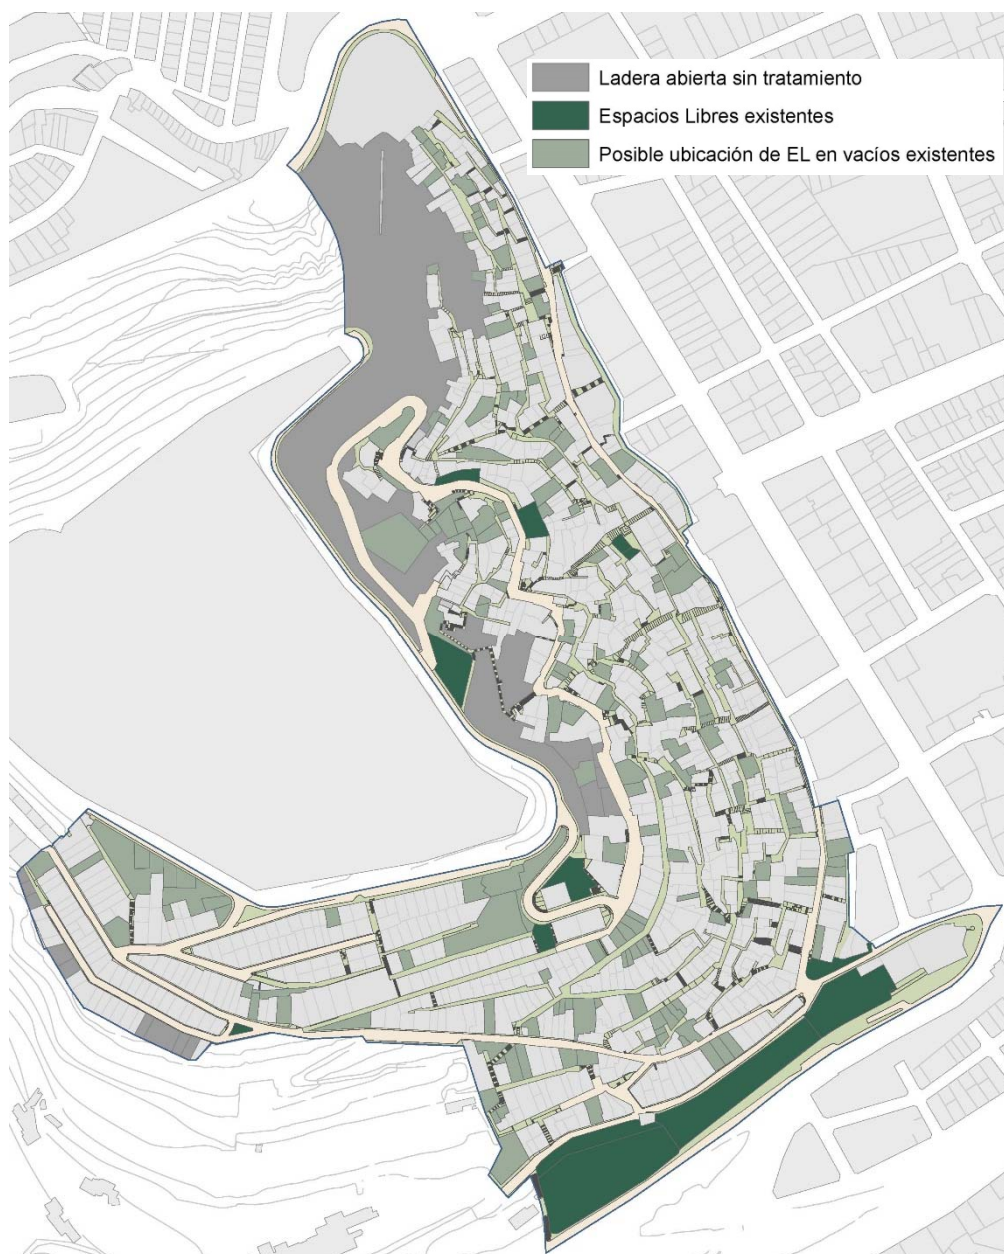 Ladera abierta sin tratamiento
Espacios Libres existentes
Posible ubicación de EL en vacíos existentes